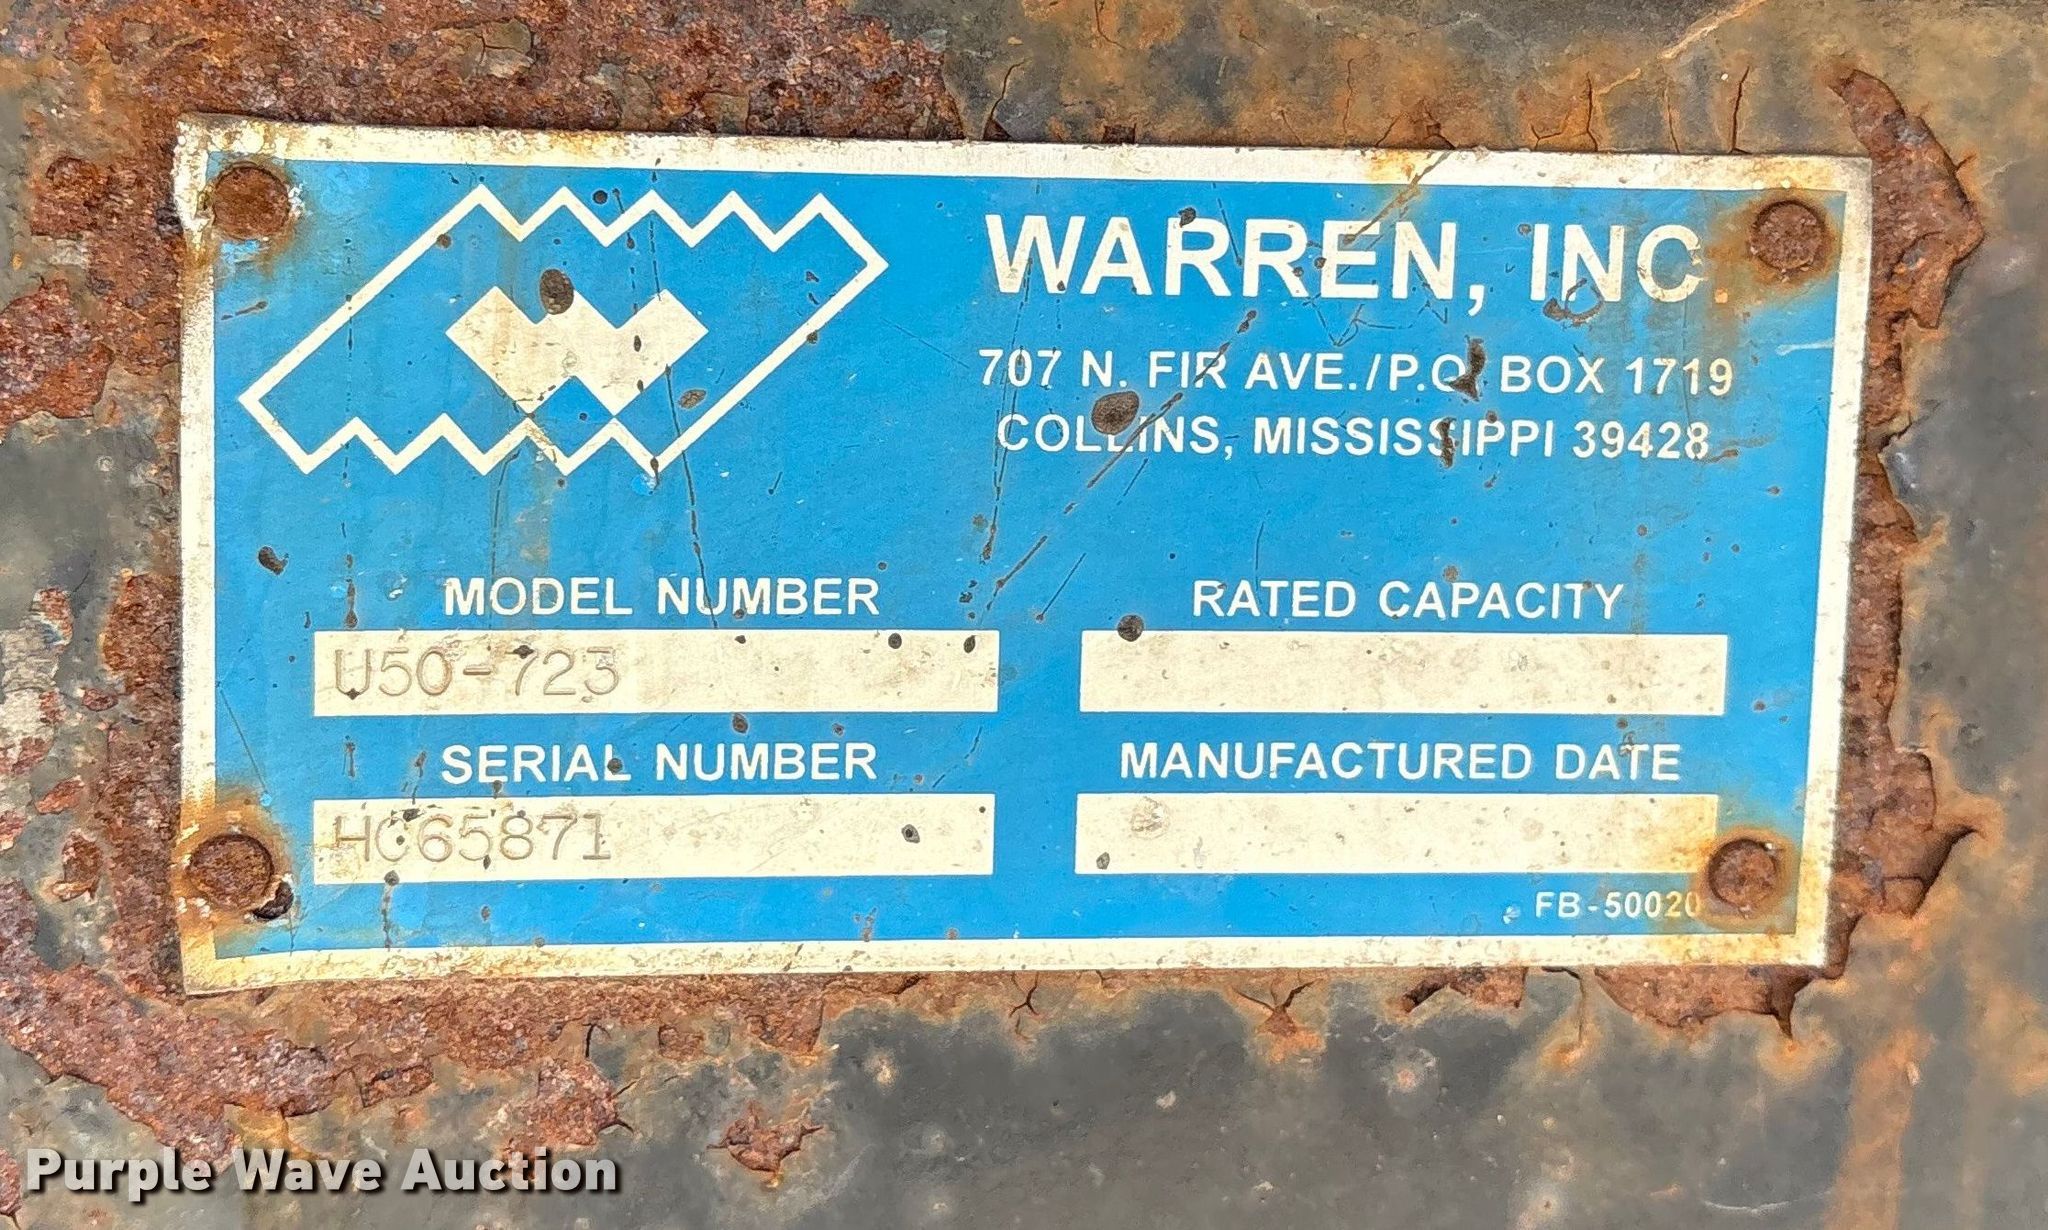 WARREN, INC
707 N. FIR AVE./P.O. BOX 1719
COLLINS, MISSISSIPPI 39428
MODEL NUMBER
U50-723
RATED CAPACITY
SERIAL NUMBER
HC65871
MANUFACTURED DATE
FB-50020
Purple Wave Auction